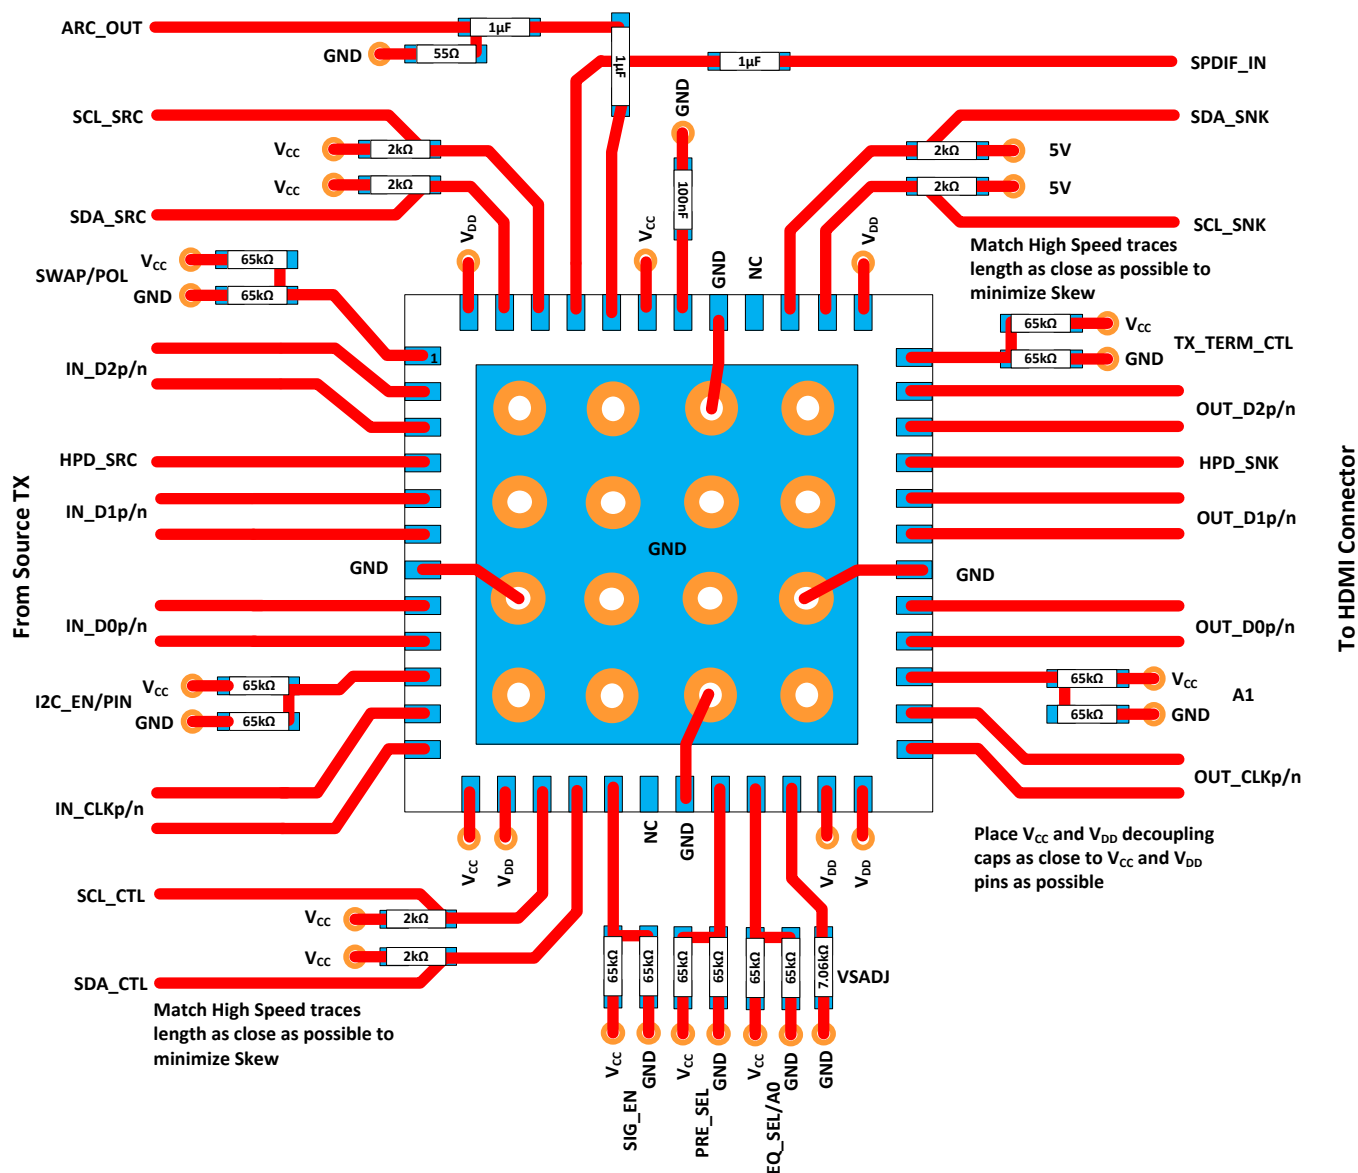 ARC_OUT
1µF
GND
55Ω
1µF
1µF
SPDIF_IN
SCL_SRC
GND
SDA_SNK
VCC
2kΩ
2kΩ
5V
VCC
2kΩ
100nF
2kΩ
5V
SDA_SRC
SCL_SNK
VDD
VCC
GND
NC
VDD
Match High Speed traces
length as close as possible to
minimize Skew
VCC
65kΩ
SWAP/POL
GND
65kΩ
65kΩ
VCC
TX_TERM_CTL
65kΩ
GND
1
IN_D2p/n
OUT_D2p/n
HPD_SRC
HPD_SNK
IN_D1p/n
OUT_D1p/n
GND
GND
GND
From Source TX
To HDMI Connector
IN_D0p/n
OUT_D0p/n
VCC
65kΩ
I2C_EN/PIN
GND
65kΩ
65kΩ
VCC
A1
65kΩ
GND
IN_CLKp/n
OUT_CLKp/n
VCC
VDD
NC
GND
VDD
VDD
Place VCC and VDD decoupling
caps as close to VCC and VDD
pins as possible
SCL_CTL
VCC
2kΩ
VCC
2kΩ
SDA_CTL
65kΩ
65kΩ
65kΩ
65kΩ
65kΩ
65kΩ
7.06kΩ
VSADJ
Match High Speed traces
length as close as possible to
minimize Skew
VCC
GND
VCC
GND
VCC
GND
GND
SIG_EN
PRE_SEL
EQ_SEL/A0